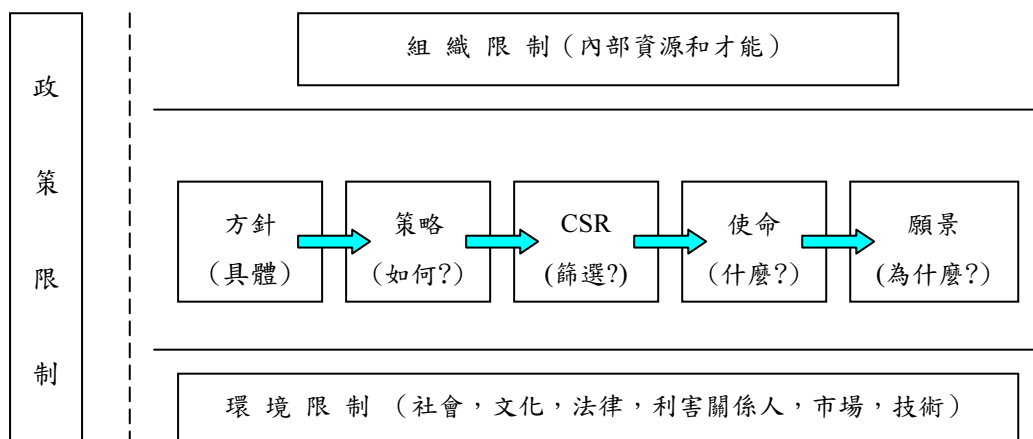 政策限制
組 織 限 制（內部資源和才能）
方針
（具體）
策略
（如何?）
CSR
(篩選?)
使命
（什麼?）
願景
(為什麼?)
環 境 限 制 （社會，文化，法律，利害關係人，市場，技術）